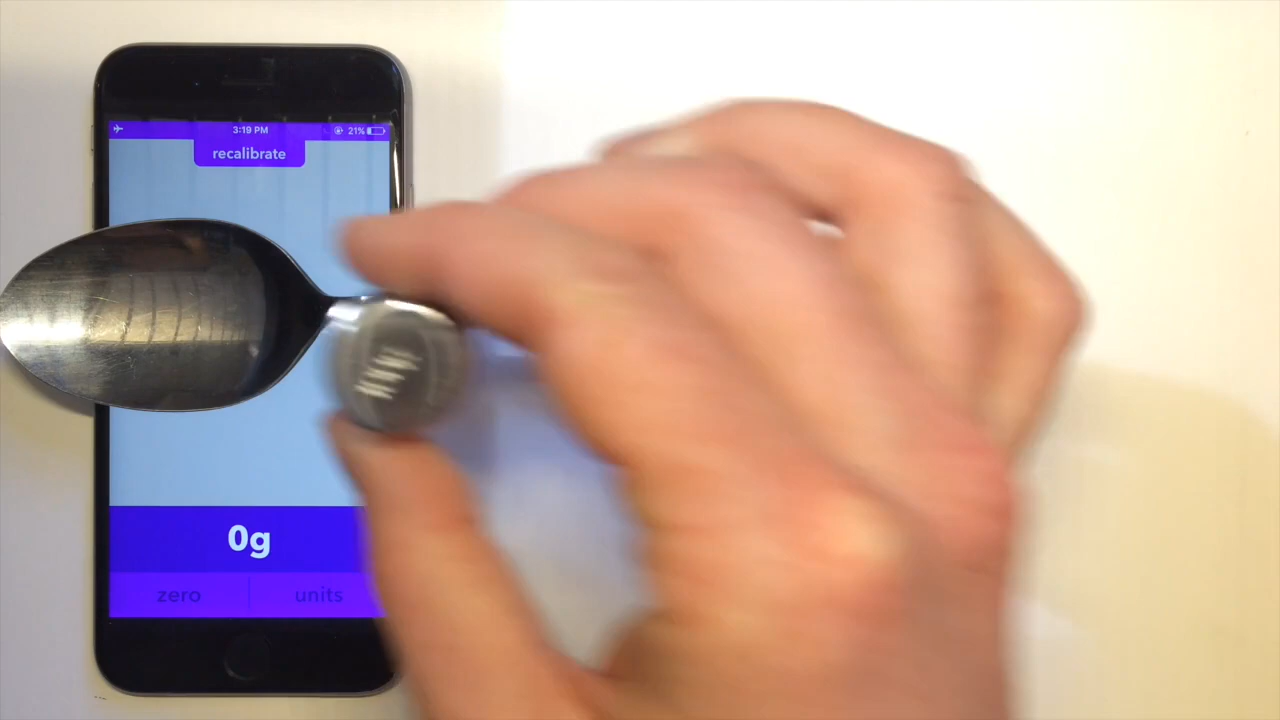 3:19 PM 21%
recalibrate
0g
zero units